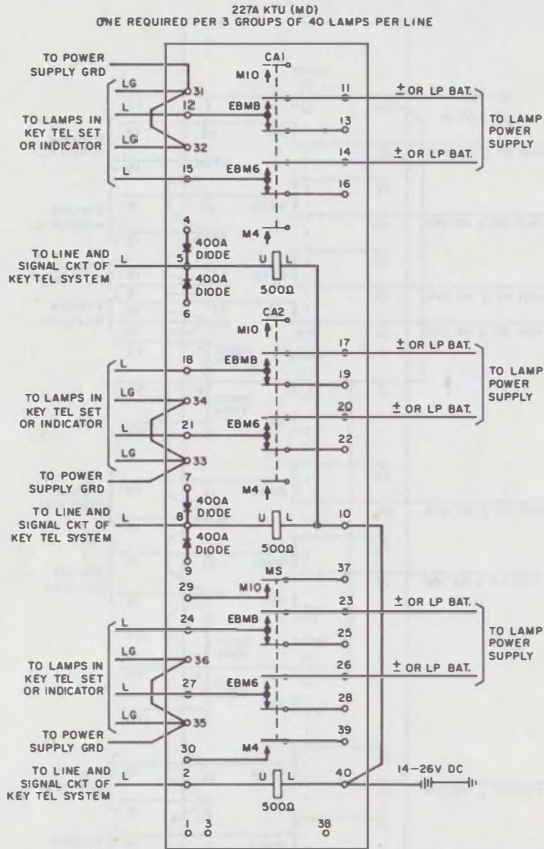 227A KTU (MD)
ONE REQUIRED PER 3 GROUPS OF 40 LAMPS PER LINE
TO POWER
SUPPLY GRD
CA1
M10
LG
31
11
± OR LP BAT.
L
12
EBM8
TO LAMPS IN
KEY TEL SET
OR INDICATOR
13
TO LAMP
POWER
SUPPLY
LG
32
14
± OR LP BAT.
L
15
EBM6
16
4
M4
400A
DIODE
TO LINE AND
SIGNAL CKT OF
KEY TEL SYSTEM
L
5
U L
400A
DIODE
500Ω
6
CA2
M10
17
± OR LP BAT.
L
18
EBM8
19
TO LAMPS IN
KEY TEL SET
OR INDICATOR
LG
34
TO LAMP
POWER
SUPPLY
20
± OR LP BAT.
L
21
EBM6
22
LG
33
TO POWER
SUPPLY GRD
7
M4
400A
DIODE
TO LINE AND
SIGNAL CKT OF
KEY TEL SYSTEM
L
8
U L
10
400A
DIODE
500Ω
9
MS
37
29
M10
23
± OR LP BAT.
L
24
EBM8
25
TO LAMPS IN
KEY TEL SET
OR INDICATOR
LG
36
TO LAMP
POWER
SUPPLY
26
± OR LP BAT.
L
27
EBM6
28
LG
35
TO POWER
SUPPLY GRD
39
30
M4
TO LINE AND
SIGNAL CKT OF
KEY TEL SYSTEM
L
2
U L
40
14-26V DC
500Ω
1 3
38